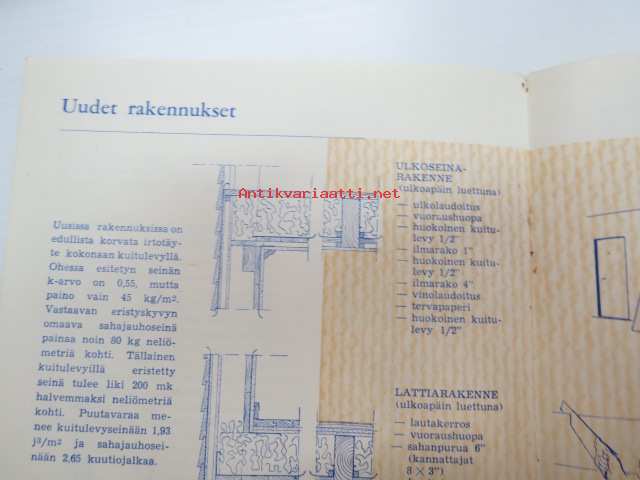 Uudet rakennukset
Uusissa rakennuksissa on
edullista korvata irtotäy-
te kokonaan kuitulevyllä.
Ohessa esitetyn seinän
k-arvo on 0,55, mutta
paino vain 45 kg/m².
Vastaavan eristyskyvyn
omaava sahajauhoseinä
painaa noin 80 kg neliö-
metriä kohti. Tällainen
kuitulevyillä eristetty
seinä tulee liki 200 mk
halvemmaksi neliömetriä
kohti. Puutavaraa me-
nee kuitulevyseinään 1,93
j³/m² ja sahajauhosei-
nään 2,65 kuutiojalkaa.
ULKOSEINÄ-
RAKENNE
(ulkoapäin luettuna)
— ulkolaudoitus
— vuoraushuopa
— huokoinen kuitu-
levy 1/2"
— ilmarako 1"
— huokoinen kuitu-
levy 1/2"
— ilmarako 4"
— vinolaudoitus
— tervapaperi
— huokoinen kuitu-
levy 1/2"
LATTIARAKENNE
(ulkoapäin luettuna)
— lautakerros
— vuoraushuopa
— sahanpurua 6"
(kannattajat
8 × 3")
Antikvariaatti.net